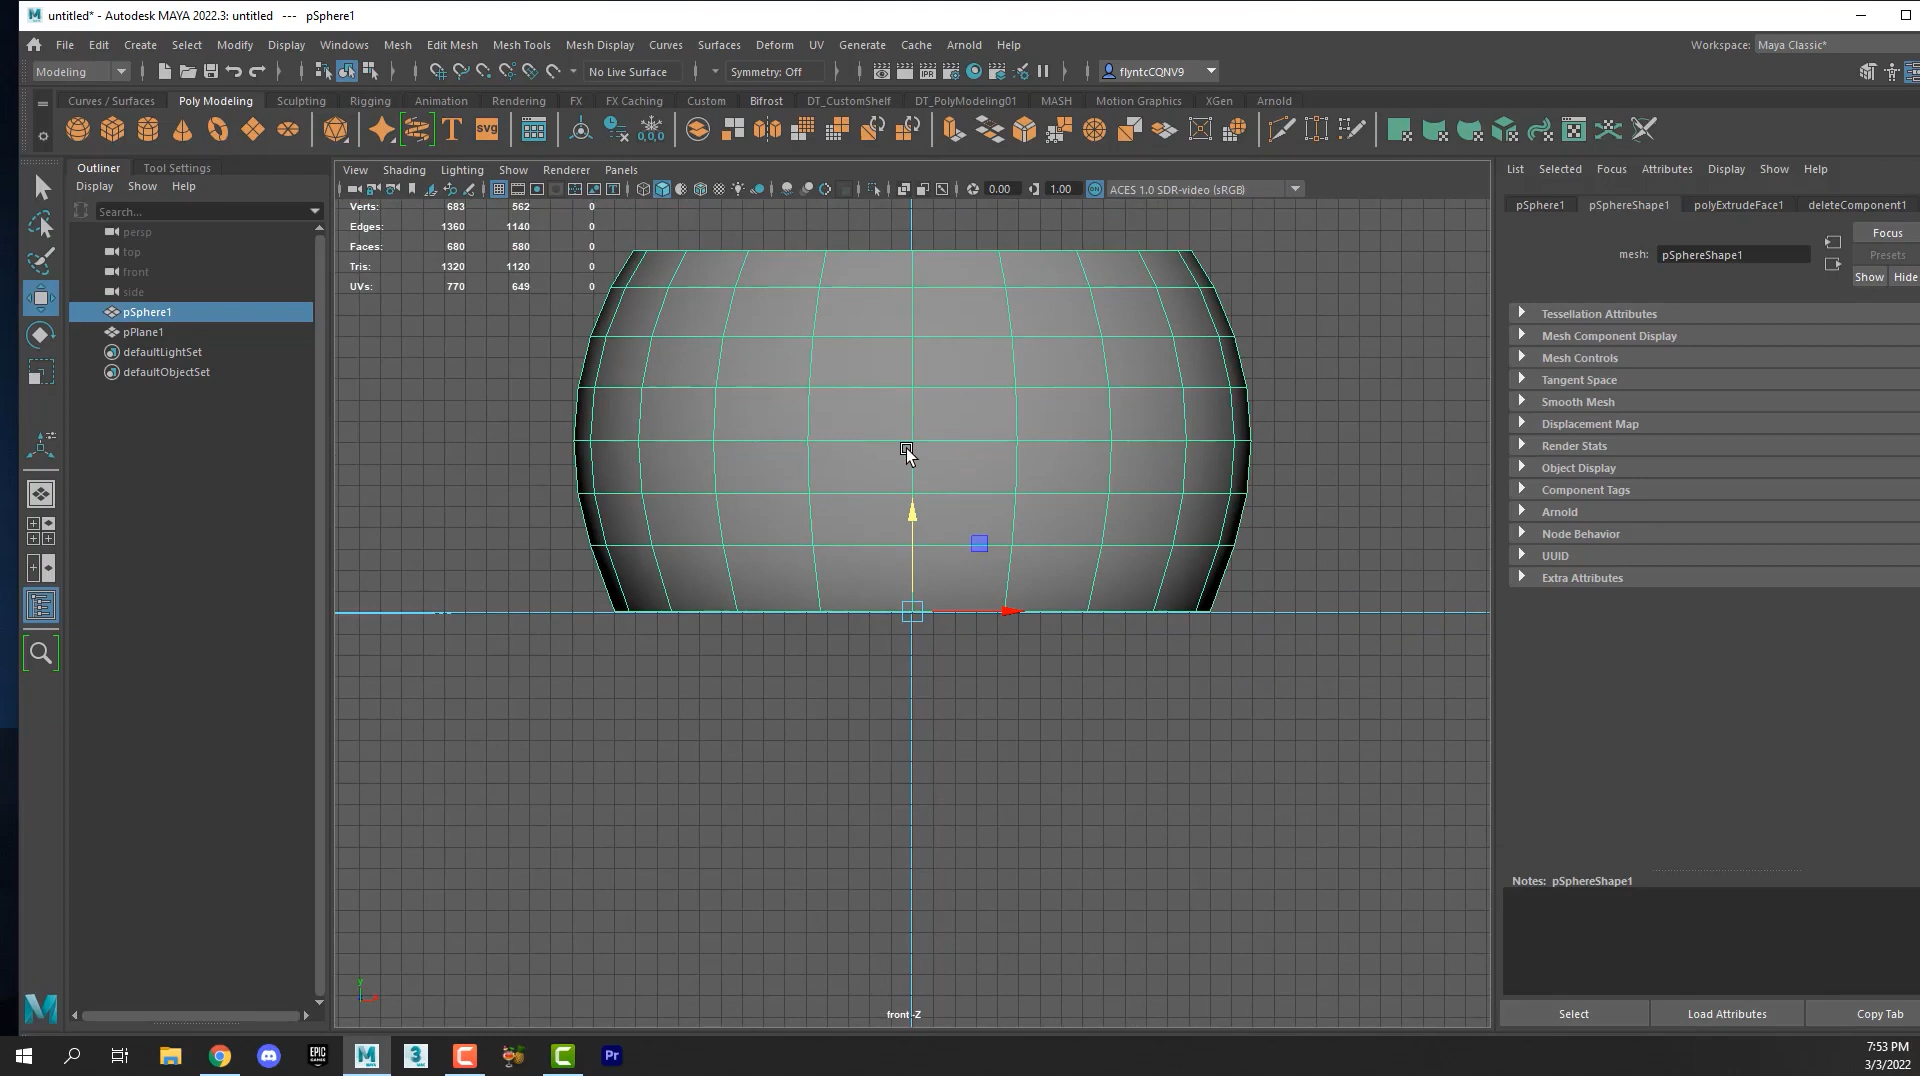 untitled* - Autodesk MAYA 2022.3: untitled --- pSphere1
File Edit Create Select Modify Display Windows Mesh Edit Mesh Mesh Tools Mesh Display Curves Surfaces Deform UV Generate Cache Arnold Help
Workspace: Maya Classic*
Modeling
No Live Surface
Symmetry: Off
flyntcCQNV9
Curves / Surfaces Poly Modeling Sculpting Rigging Animation Rendering FX FX Caching Custom Bifrost DT_CustomShelf DT_PolyModeling01 MASH Motion Graphics XGen Arnold
Outliner Tool Settings
Display Show Help
Search...
persp
top
front
side
pSphere1
pPlane1
defaultLightSet
defaultObjectSet
View Shading Lighting Show Renderer Panels
0.00
1.00
ACES 1.0 SDR-video (sRGB)
Verts: 683 562 0
Edges: 1360 1140 0
Faces: 680 580 0
Tris: 1320 1120 0
UVs: 770 649 0
front -Z
List Selected Focus Attributes Display Show Help
pSphere1 pSphereShape1 polyExtrudeFace1 deleteComponent1
Focus
Presets
Show Hide
mesh: pSphereShape1
Tessellation Attributes
Mesh Component Display
Mesh Controls
Tangent Space
Smooth Mesh
Displacement Map
Render Stats
Object Display
Component Tags
Arnold
Node Behavior
UUID
Extra Attributes
Notes: pSphereShape1
Select Load Attributes Copy Tab
7:53 PM
3/3/2022